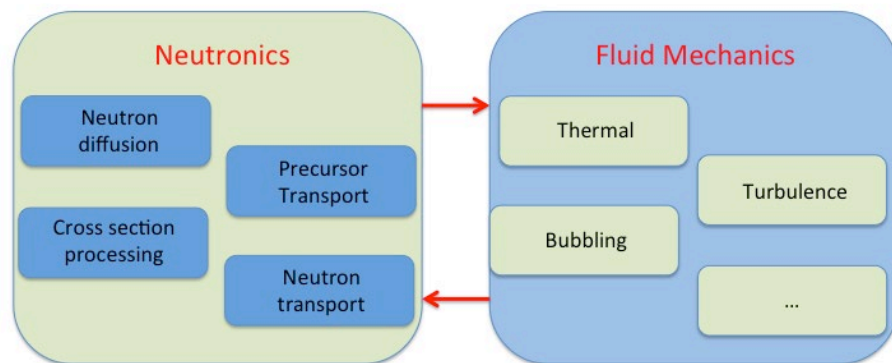 Neutronics
Neutron
diffusion
Precursor
Transport
Cross section
processing
Neutron
transport
Fluid Mechanics
Thermal
Turbulence
Bubbling
...